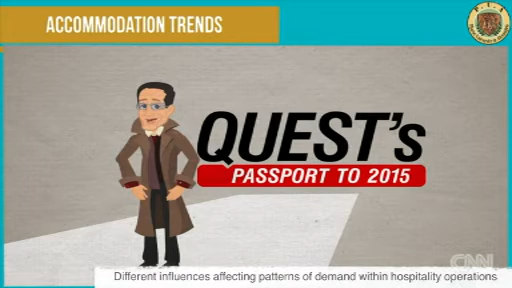 ACCOMMODATION TRENDS
QUEST's
PASSPORT TO 2015
CNN
Different influences affecting patterns of demand within hospitality operations